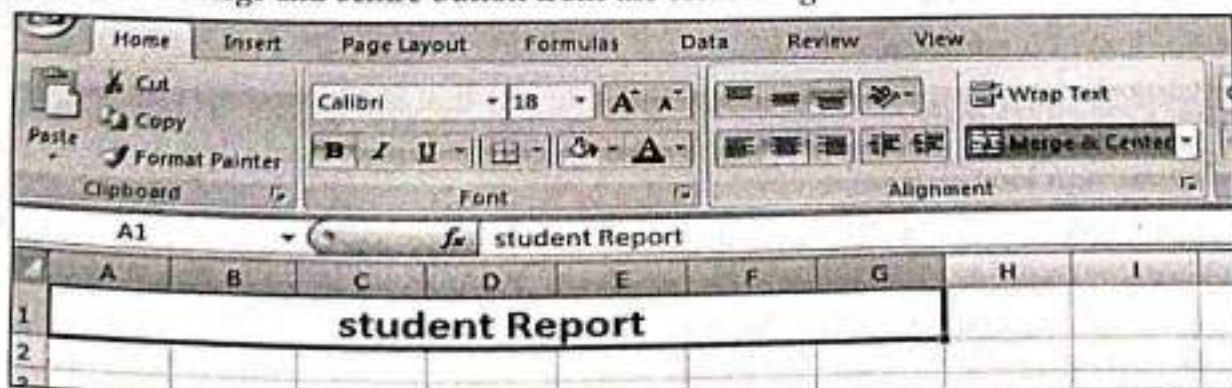 Home Insert Page Layout Formulas Data Review View
Cut
Copy
Paste
Format Painter
Clipboard
Calibri 18 A A
B I U A
Font
Wrap Text
Merge & Center
Alignment
A1 fx student Report
A B C D E F G H I
1 student Report
2